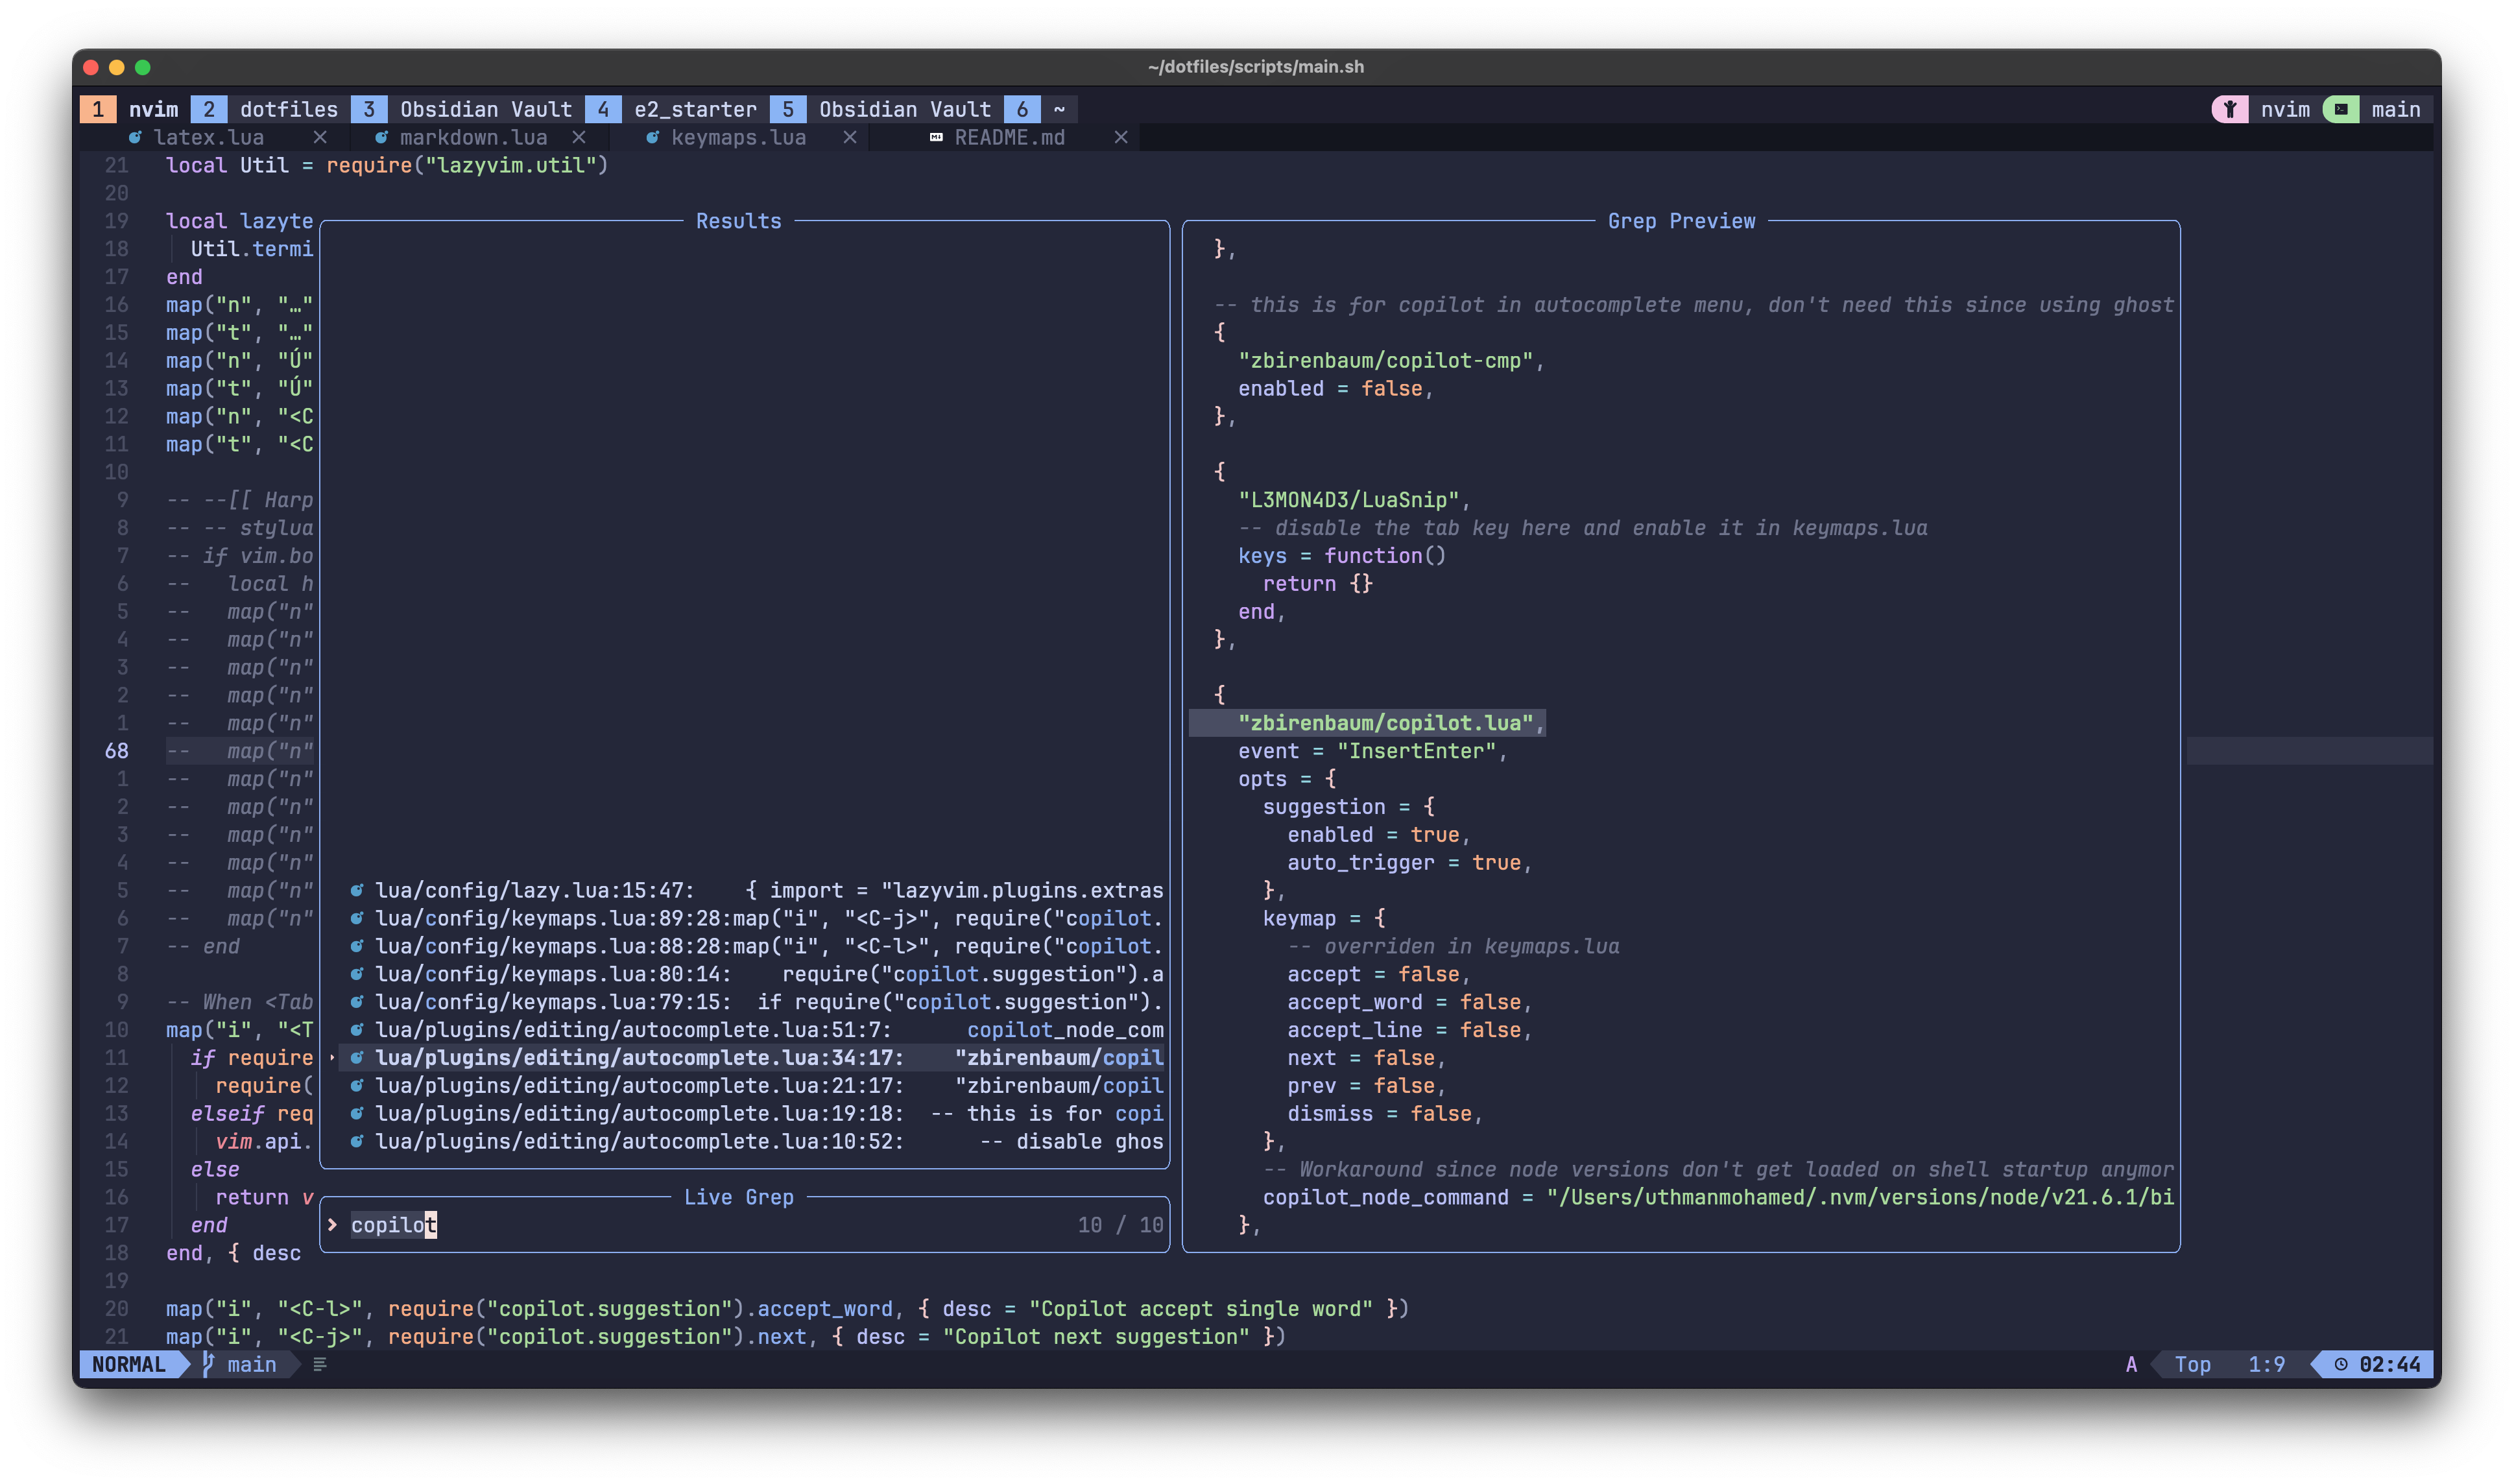 ~/dotfiles/scripts/main.sh
1 nvim 2 dotfiles 3 Obsidian Vault 4 e2_starter 5 Obsidian Vault 6 ~ nvim main
latex.lua × markdown.lua × keymaps.lua × README.md ×
21 local Util = require("lazyvim.util")
20
19 local lazyte
18 Util.termi
17 end
16 map("n", "…"
15 map("t", "…"
14 map("n", "Ú"
13 map("t", "Ú"
12 map("n", "<C
11 map("t", "<C
10
9 -- --[[ Harp
8 -- -- stylua
7 -- if vim.bo
6 --   local h
5 --   map("n"
4 --   map("n"
3 --   map("n"
2 --   map("n"
1 --   map("n"
68 --   map("n"
1 --   map("n"
2 --   map("n"
3 --   map("n"
4 --   map("n"
5 --   map("n"
6 --   map("n"
7 -- end
8
9 -- When <Tab
10 map("i", "<T
11 if require
12 require(
13 elseif req
14 vim.api.
15 else
16 return v
17 end
18 end, { desc
19
20 map("i", "<C-l>", require("copilot.suggestion").accept_word, { desc = "Copilot accept single word" })
21 map("i", "<C-j>", require("copilot.suggestion").next, { desc = "Copilot next suggestion" })
Results
lua/config/lazy.lua:15:47:    { import = "lazyvim.plugins.extras
lua/config/keymaps.lua:89:28:map("i", "<C-j>", require("copilot.
lua/config/keymaps.lua:88:28:map("i", "<C-l>", require("copilot.
lua/config/keymaps.lua:80:14:    require("copilot.suggestion").a
lua/config/keymaps.lua:79:15:  if require("copilot.suggestion").
lua/plugins/editing/autocomplete.lua:51:7:      copilot_node_com
lua/plugins/editing/autocomplete.lua:34:17:    "zbirenbaum/copil
lua/plugins/editing/autocomplete.lua:21:17:    "zbirenbaum/copil
lua/plugins/editing/autocomplete.lua:19:18:  -- this is for copi
lua/plugins/editing/autocomplete.lua:10:52:      -- disable ghos
Live Grep
> copilot 10 / 10
Grep Preview
},
-- this is for copilot in autocomplete menu, don't need this since using ghost
{
"zbirenbaum/copilot-cmp",
enabled = false,
},
{
"L3MON4D3/LuaSnip",
-- disable the tab key here and enable it in keymaps.lua
keys = function()
return {}
end,
},
{
"zbirenbaum/copilot.lua",
event = "InsertEnter",
opts = {
suggestion = {
enabled = true,
auto_trigger = true,
},
keymap = {
-- overriden in keymaps.lua
accept = false,
accept_word = false,
accept_line = false,
next = false,
prev = false,
dismiss = false,
},
-- Workaround since node versions don't get loaded on shell startup anymor
copilot_node_command = "/Users/uthmanmohamed/.nvm/versions/node/v21.6.1/bi
},
NORMAL main A Top 1:9 02:44